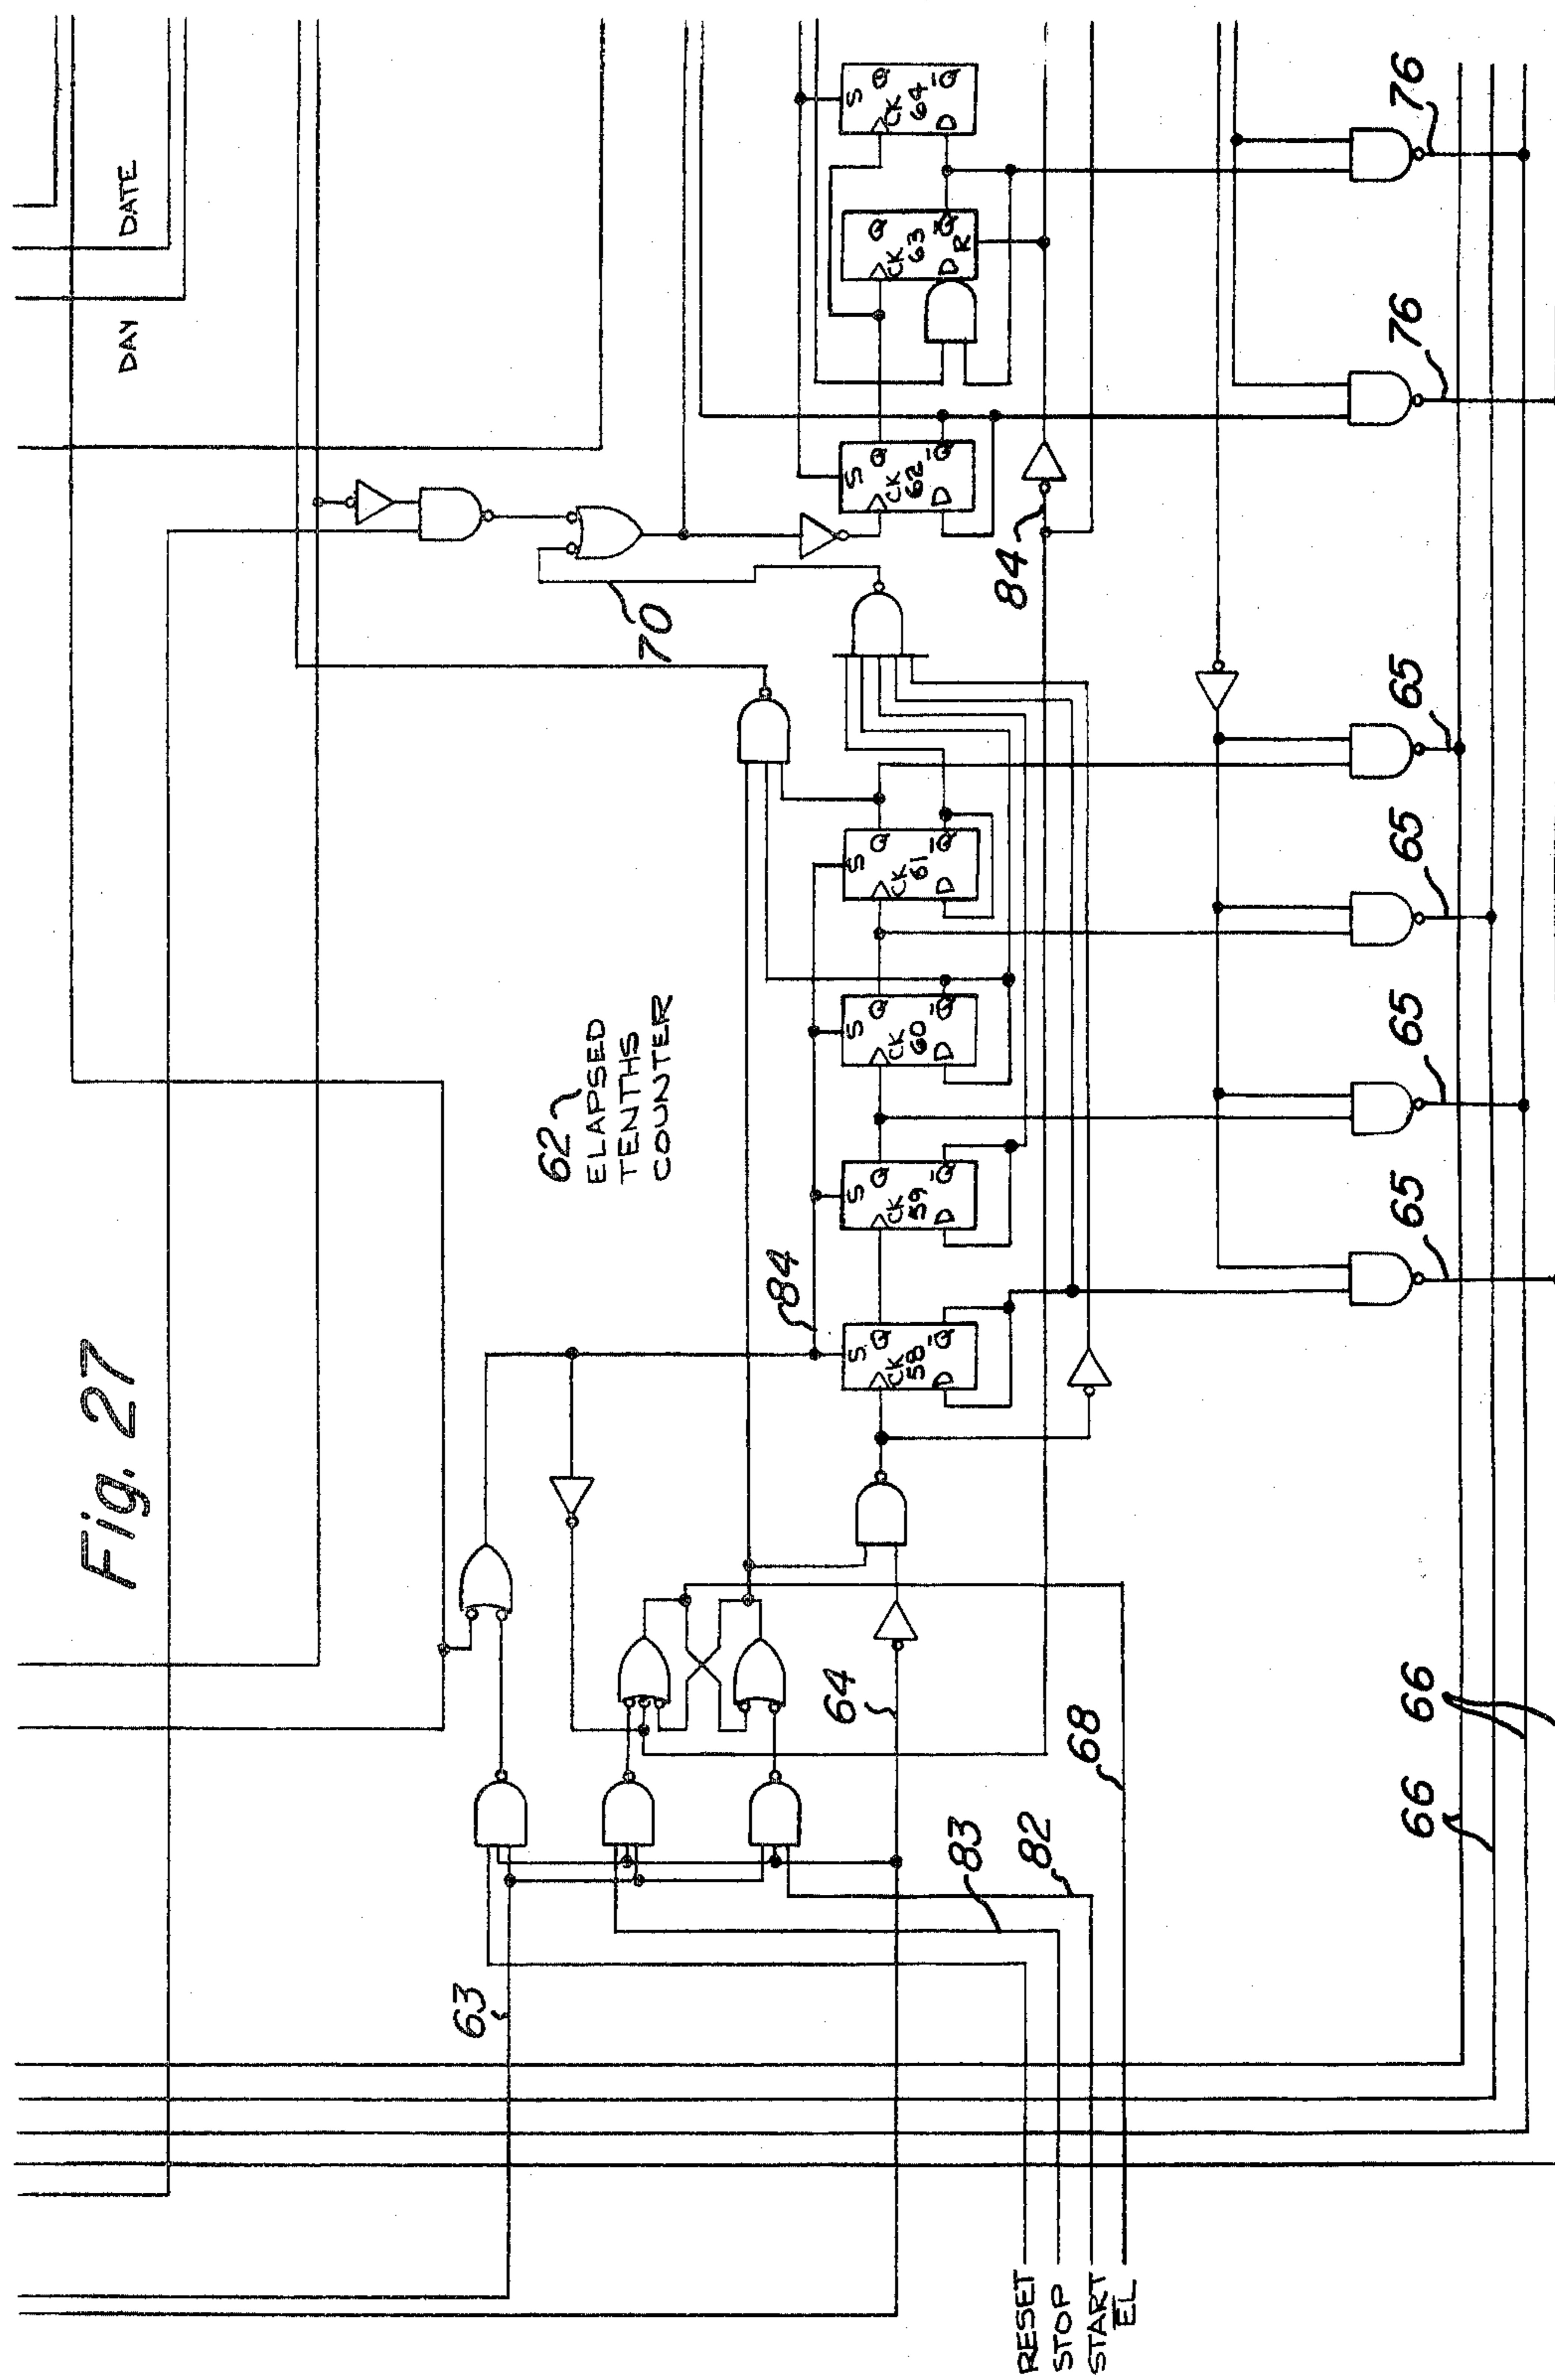 Fig. 27
DAY DATE
62
ELAPSED
TENTHS
COUNTER
63
70
84
64
S Q
CK
58
D Q̅
S Q
CK
59
D Q̅
S Q
CK
60
D Q̅
S Q
CK
61
D Q̅
S Q
CK
62
D Q̅
Q
CK
63
D Q̅
R
S Q
CK
64
D Q̅
84
83
82
68
RESET
STOP
START
E̅L̅
65 65 65 65 76 76
66 66